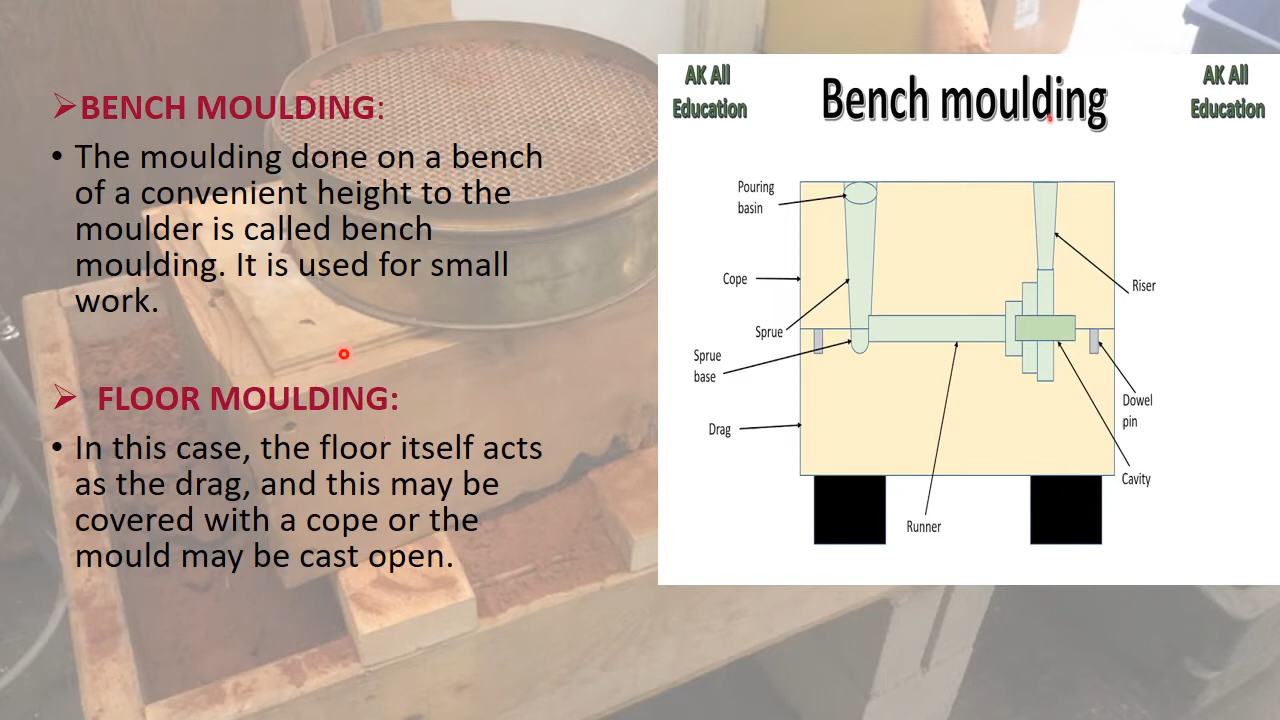 BENCH MOULDING:
• The moulding done on a bench
of a convenient height to the
moulder is called bench
moulding. It is used for small
work.
FLOOR MOULDING:
• In this case, the floor itself acts
as the drag, and this may be
covered with a cope or the
mould may be cast open.
AK All
Education
Bench moulding
AK All
Education
Pouring
basin
Cope
Sprue
Sprue
base
Drag
Runner
Riser
Dowel
pin
Cavity